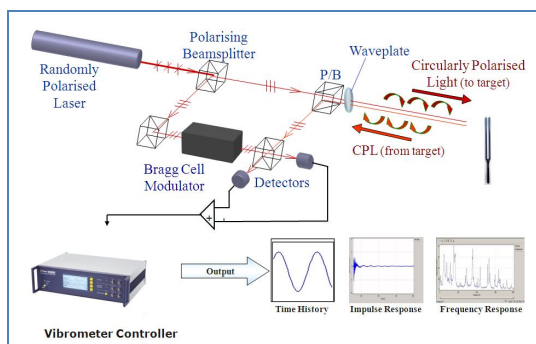 Polarising
Beamsplitter
Randomly
Polarised
Laser
P/B
Waveplate
Circularly Polarised
Light (to target)
CPL (from target)
Bragg Cell
Modulator
Detectors
+
-
Output
Time History
Impulse Response
Frequency Response
Vibrometer Controller